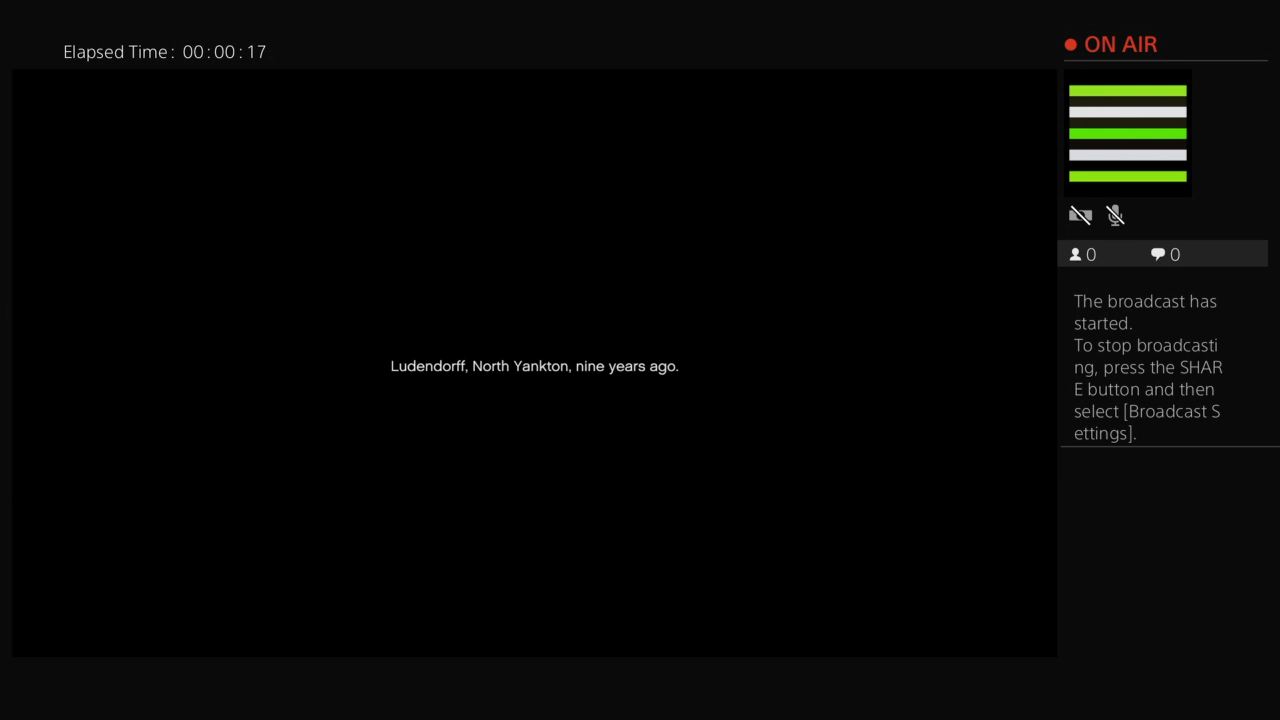 Elapsed Time: 00:00:17
ON AIR
0 0
Ludendorff, North Yankton, nine years ago.
The broadcast has
started.
To stop broadcasti
ng, press the SHAR
E button and then
select [Broadcast S
ettings].